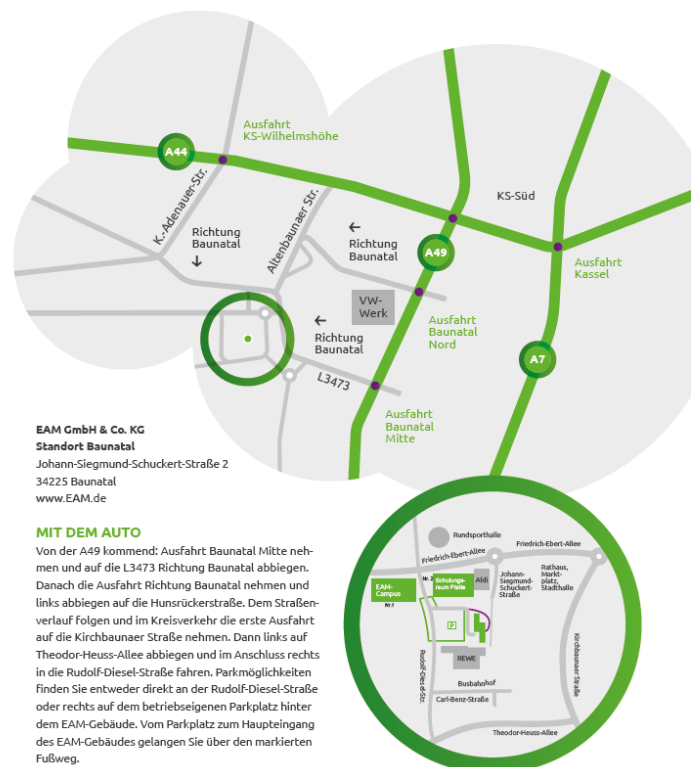 Ausfahrt
KS-Wilhelmshöhe
A44
K.-Adenauer-Str.
Altenbaunaer Str.
KS-Süd
Richtung
Baunatal
Richtung
Baunatal
A49
Ausfahrt
Kassel
VW-
Werk
Ausfahrt
Baunatal
Nord
Richtung
Baunatal
A7
L3473
Ausfahrt
Baunatal
Mitte
EAM GmbH & Co. KG
Standort Baunatal
Johann-Siegmund-Schuckert-Straße 2
34225 Baunatal
www.EAM.de
MIT DEM AUTO
Von der A49 kommend: Ausfahrt Baunatal Mitte neh-
men und auf die L3473 Richtung Baunatal abbiegen.
Danach die Ausfahrt Richtung Baunatal nehmen und
links abbiegen auf die Hunsrückerstraße. Dem Straßen-
verlauf folgen und im Kreisverkehr die erste Ausfahrt
auf die Kirchbaunaer Straße nehmen. Dann links auf
Theodor-Heuss-Allee abbiegen und im Anschluss rechts
in die Rudolf-Diesel-Straße fahren. Parkmöglichkeiten
finden Sie entweder direkt an der Rudolf-Diesel-Straße
oder rechts auf dem betriebseigenen Parkplatz hinter
dem EAM-Gebäude. Vom Parkplatz zum Haupteingang
des EAM-Gebäudes gelangen Sie über den markierten
Fußweg.
Rundsporthalle
Friedrich-Ebert-Allee
Friedrich-Ebert-Allee
EAM-
Campus
Nr.1
Nr. 2
Schulungs-
raum Platte
Aldi
Johann-
Siegmund-
Schuckert-
Straße
Rathaus,
Markt-
platz,
Stadthalle
P
REWE
Rudolf-Diesel-Str.
Busbahnhof
Carl-Benz-Straße
Kirchbaunaer Straße
Theodor-Heuss-Allee